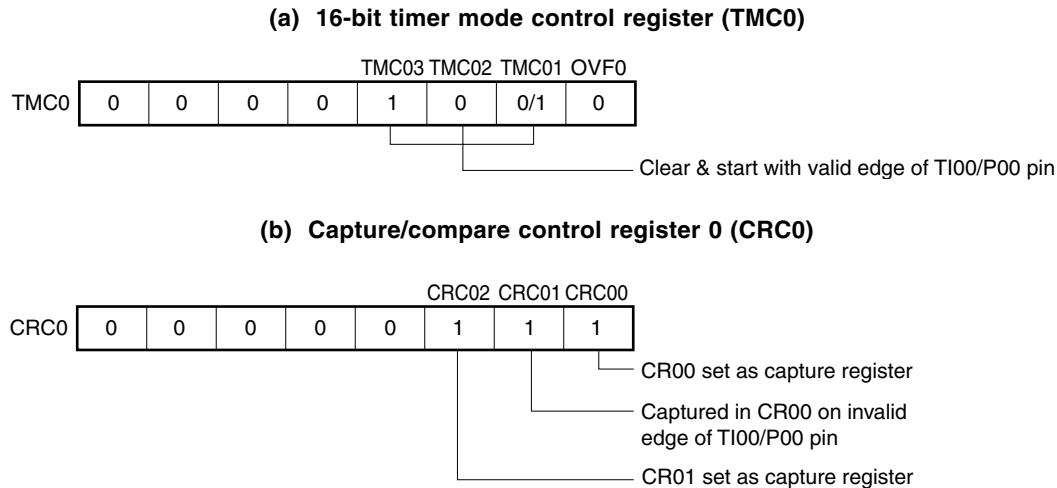 (a) 16-bit timer mode control register (TMC0)
TMC03 TMC02 TMC01 OVF0
TMC0 0 0 0 0 1 0 0/1 0
Clear & start with valid edge of TI00/P00 pin
(b) Capture/compare control register 0 (CRC0)
CRC02 CRC01 CRC00
CRC0 0 0 0 0 0 1 1 1
CR00 set as capture register
Captured in CR00 on invalid
edge of TI00/P00 pin
CR01 set as capture register